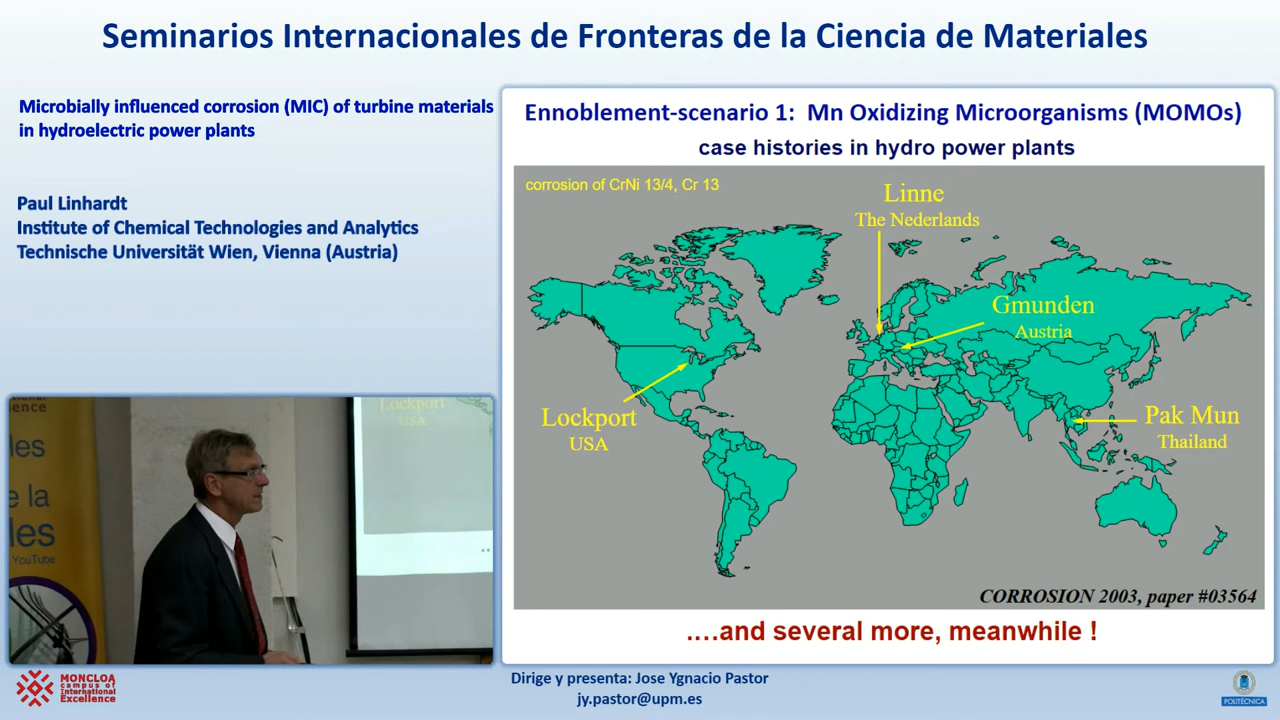 Seminarios Internacionales de Fronteras de la Ciencia de Materiales
Microbially influenced corrosion (MIC) of turbine materials
in hydroelectric power plants
Paul Linhardt
Institute of Chemical Technologies and Analytics
Technische Universität Wien, Vienna (Austria)
Ennoblement-scenario 1: Mn Oxidizing Microorganisms (MOMOs)
case histories in hydro power plants
corrosion of CrNi 13/4, Cr 13
Linne
The Nederlands
Gmunden
Austria
Lockport
USA
Pak Mun
Thailand
CORROSION 2003, paper #03564
....and several more, meanwhile !
Lockport
USA
ience
les
e la
les
YouTube
MONCLOA
campus of
International
Excellence
Dirige y presenta: Jose Ygnacio Pastor
jy.pastor@upm.es
POLITÉCNICA